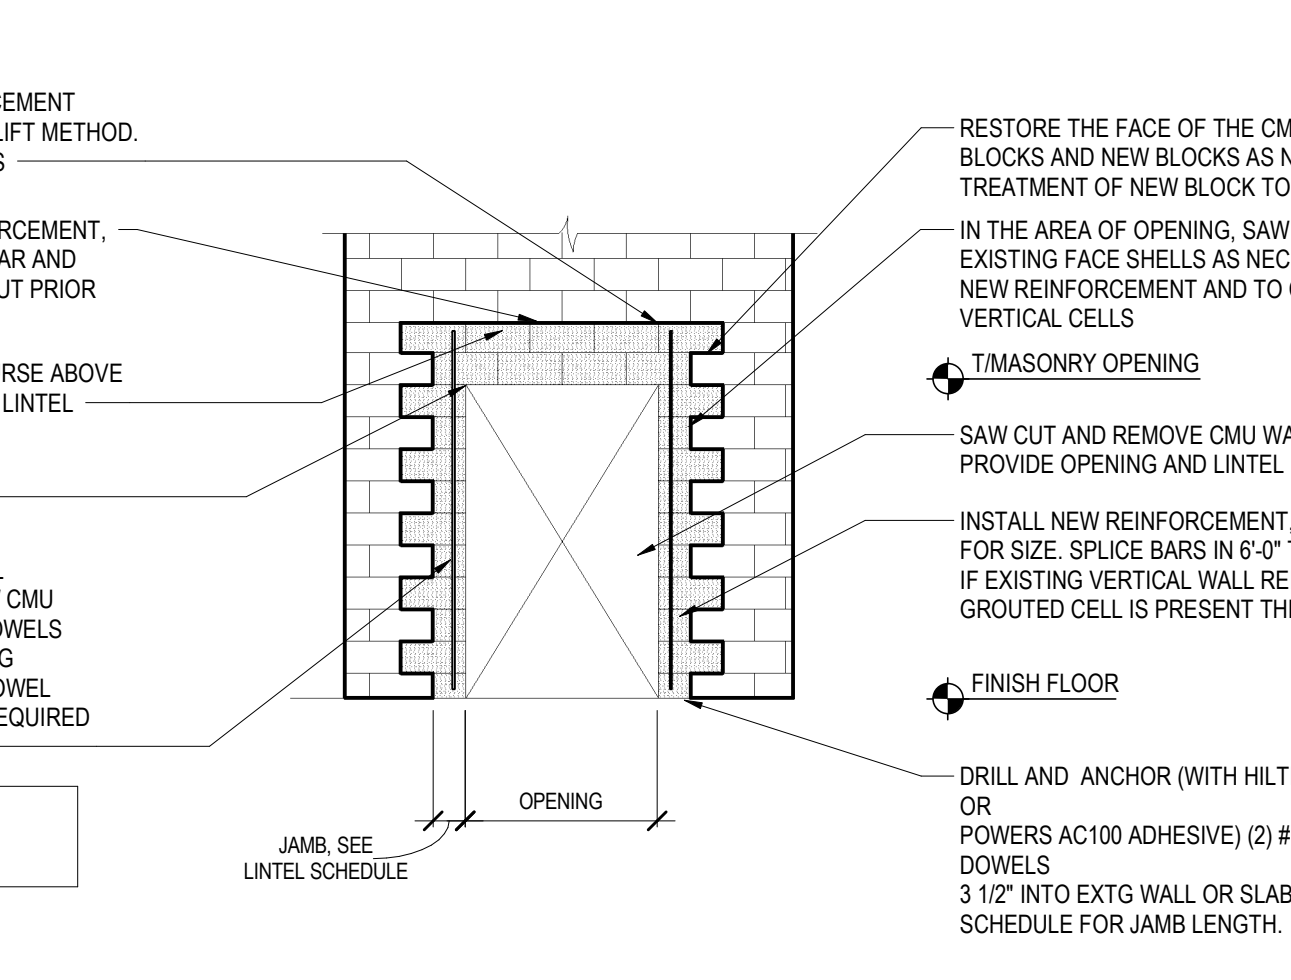 CEMENT
LIFT METHOD.
S
RCEMENT,
AR AND
UT PRIOR
RSE ABOVE
LINTEL
CMU
OWELS
G
OWEL
EQUIRED
OPENING
JAMB, SEE
LINTEL SCHEDULE
RESTORE THE FACE OF THE CM
BLOCKS AND NEW BLOCKS AS N
TREATMENT OF NEW BLOCK TO
IN THE AREA OF OPENING, SAW
EXISTING FACE SHELLS AS NEC
NEW REINFORCEMENT AND TO
VERTICAL CELLS
T/MASONRY OPENING
SAW CUT AND REMOVE CMU WA
PROVIDE OPENING AND LINTEL
INSTALL NEW REINFORCEMENT,
FOR SIZE. SPLICE BARS IN 6'-0" T
IF EXISTING VERTICAL WALL RE
GROUTED CELL IS PRESENT THE
FINISH FLOOR
DRILL AND ANCHOR (WITH HILT
OR
POWERS AC100 ADHESIVE) (2) #
DOWELS
3 1/2" INTO EXTG WALL OR SLAB
SCHEDULE FOR JAMB LENGTH.